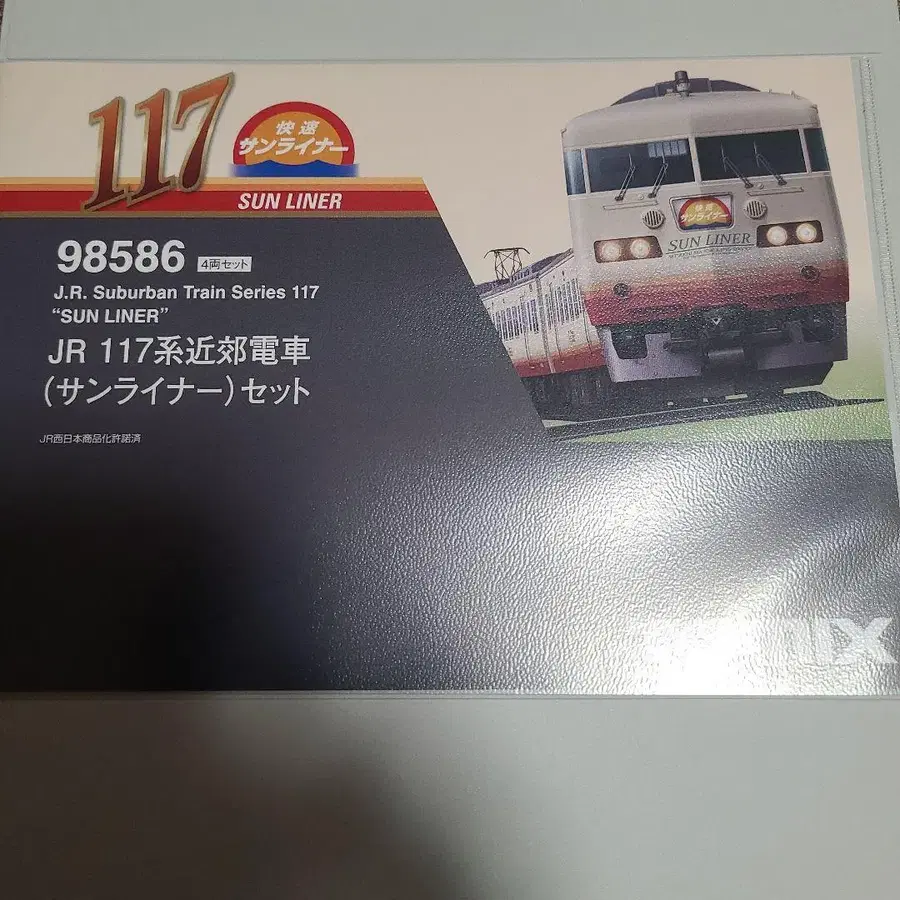 117
快速
サンライナー
SUN LINER
98586 4両セット
J.R. Suburban Train Series 117
"SUN LINER"
JR 117系近郊電車
(サンライナー)セット
JR西日本商品化許諾済
快速
サンライナー
SUN LINER